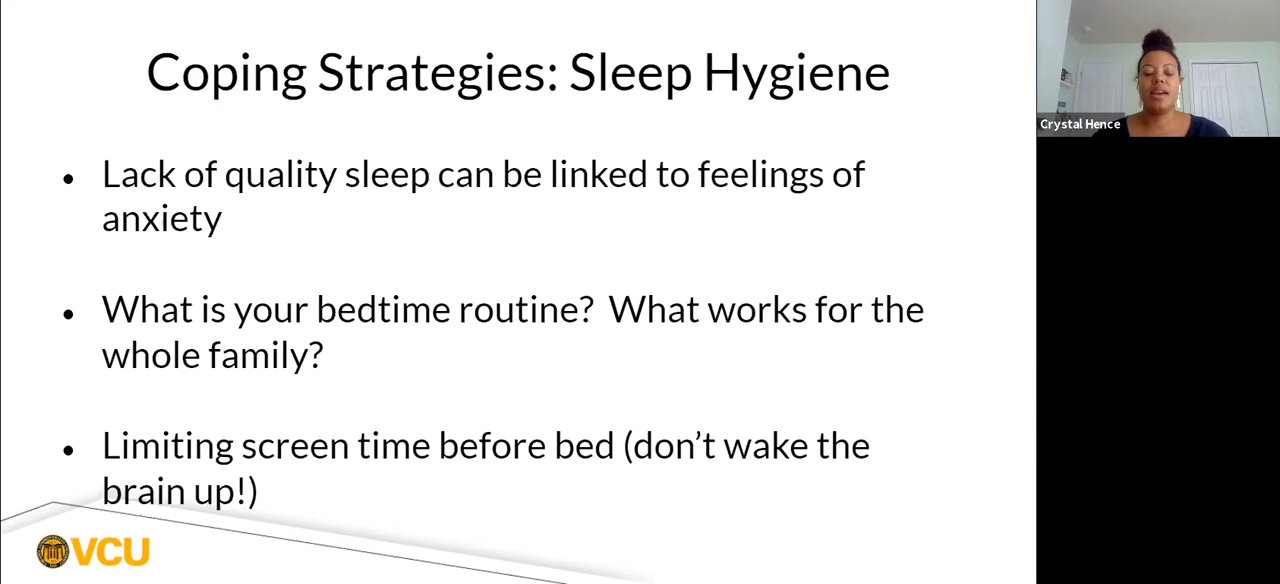 Coping Strategies: Sleep Hygiene
• Lack of quality sleep can be linked to feelings of
anxiety
• What is your bedtime routine?  What works for the
whole family?
• Limiting screen time before bed (don’t wake the
brain up!)
VCU
Crystal Hence